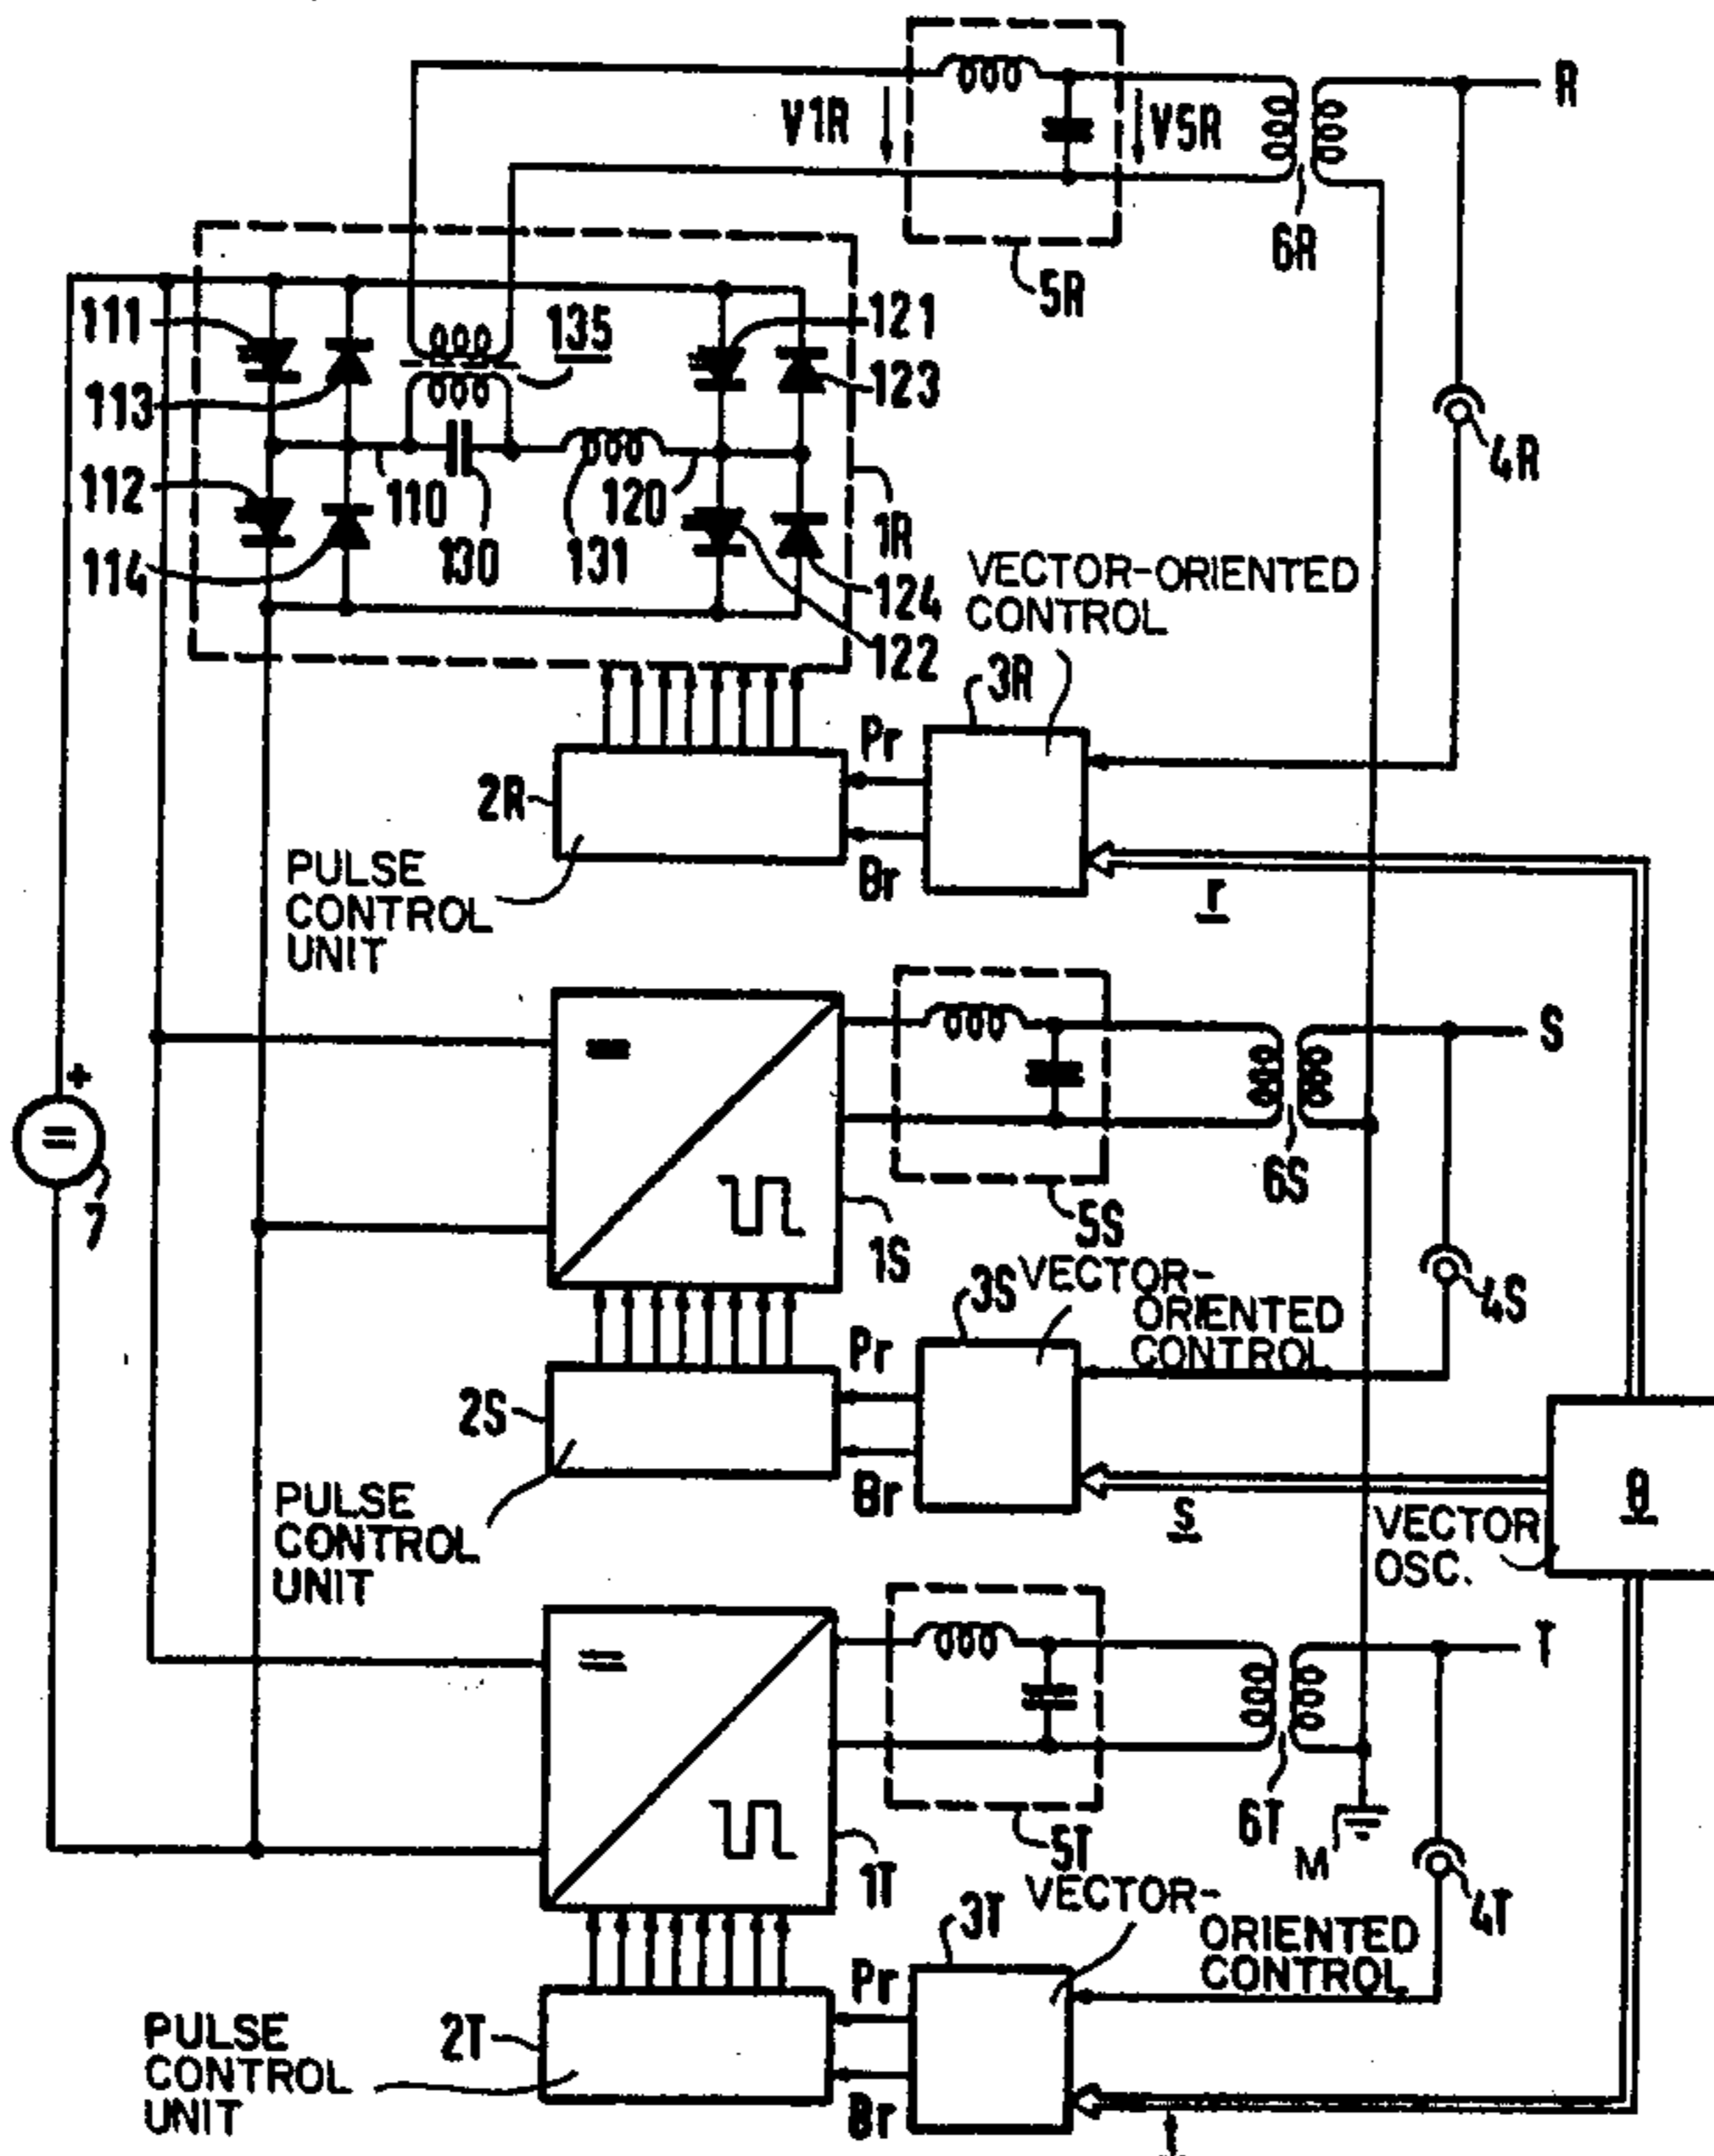 R
V1R
V5R
6R
5R
111
135
121
113
123
4R
112
110
130
131
120
1R
114
124
VECTOR-ORIENTED
CONTROL
122
3R
Pr
2R
Br
r
PULSE
CONTROL
UNIT
S
+
=
7
=
6S
5S
1S
3S
VECTOR-
ORIENTED
CONTROL
4S
Pr
2S
Br
s
8
VECTOR
OSC.
PULSE
CONTROL
UNIT
T
=
6T
M
5T
1T
4T
3T
VECTOR-
ORIENTED
CONTROL
Pr
2T
Br
PULSE
CONTROL
UNIT